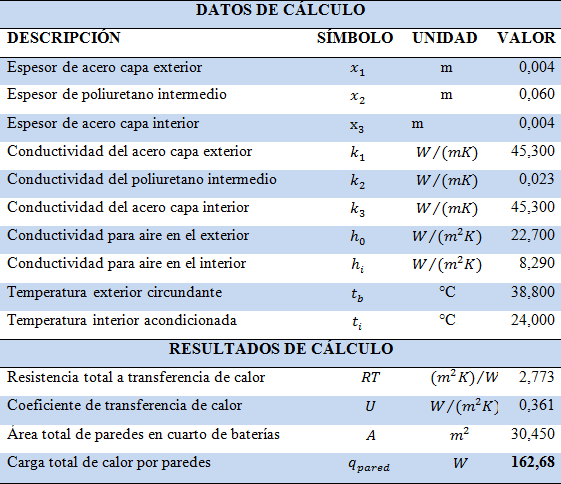 DATOS DE CÁLCULO
DESCRIPCIÓN SÍMBOLO UNIDAD VALOR
Espesor de acero capa exterior x₁ m 0,004
Espesor de poliuretano intermedio x₂ m 0,060
Espesor de acero capa interior x₃ m 0,004
Conductividad del acero capa exterior k₁ W/(mK) 45,300
Conductividad del poliuretano intermedio k₂ W/(mK) 0,023
Conductividad del acero capa interior k₃ W/(mK) 45,300
Conductividad para aire en el exterior h₀ W/(m²K) 22,700
Conductividad para aire en el interior hᵢ W/(m²K) 8,290
Temperatura exterior circundante t_b °C 38,800
Temperatura interior acondicionada tᵢ °C 24,000
RESULTADOS DE CÁLCULO
Resistencia total a transferencia de calor RT (m²K)/W 2,773
Coeficiente de transferencia de calor U W/(m²K) 0,361
Área total de paredes en cuarto de baterías A m² 30,450
Carga total de calor por paredes q_pared W 162,68